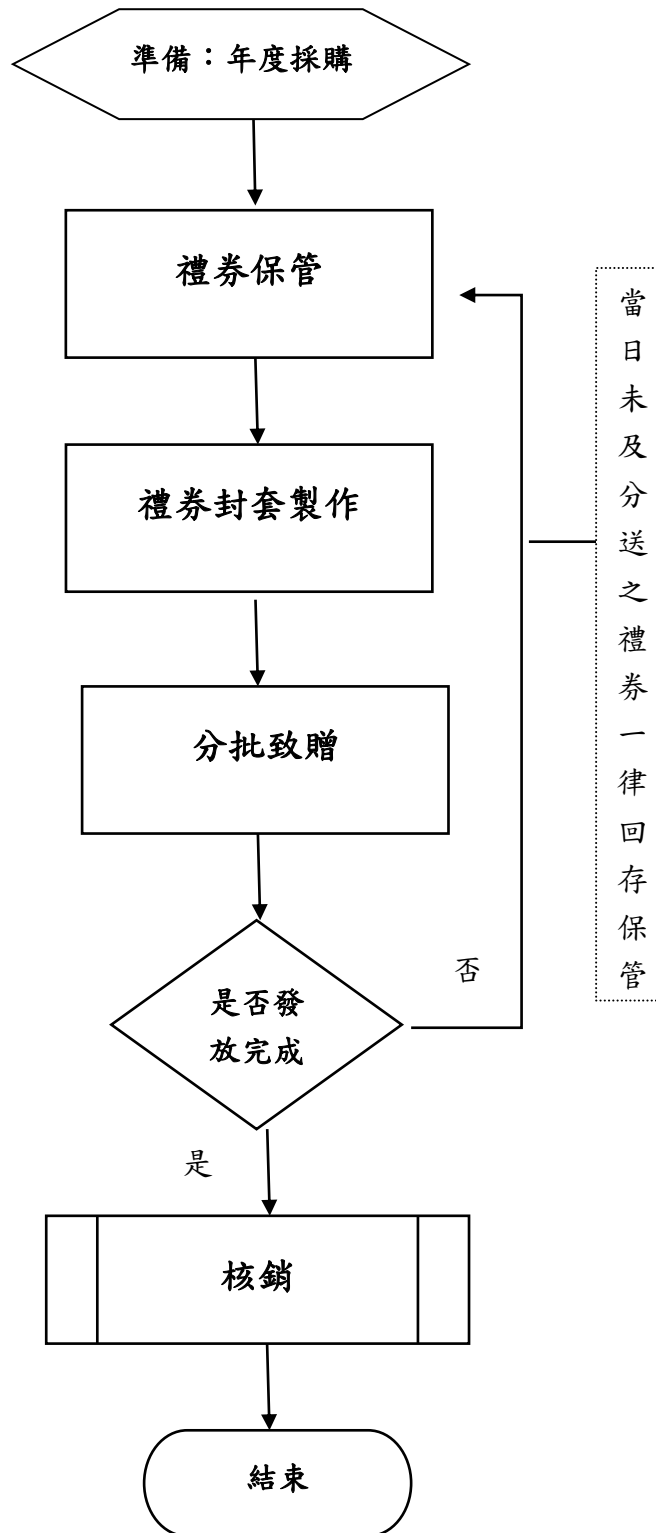 準備：年度採購
禮券保管
禮券封套製作
分批致贈
是否發
放完成
否
是
核銷
結束
當日未及分送之禮券一律回存保管